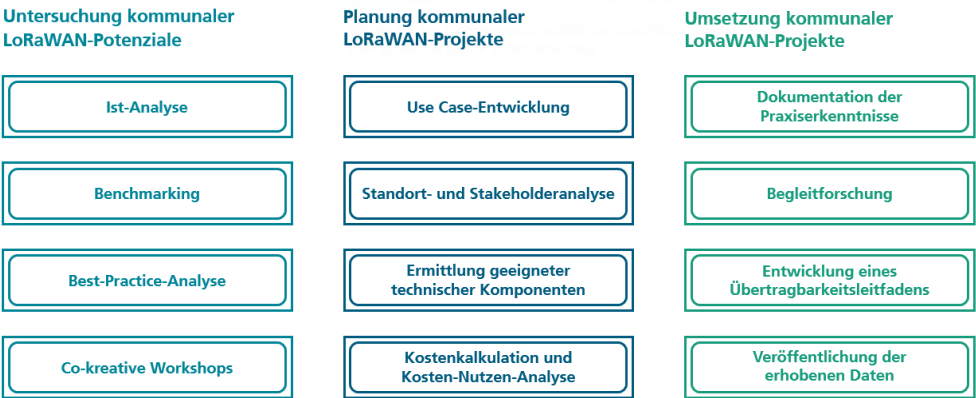 Untersuchung kommunaler
LoRaWAN-Potenziale
Ist-Analyse
Benchmarking
Best-Practice-Analyse
Co-kreative Workshops
Planung kommunaler
LoRaWAN-Projekte
Use Case-Entwicklung
Standort- und Stakeholderanalyse
Ermittlung geeigneter
technischer Komponenten
Kostenkalkulation und
Kosten-Nutzen-Analyse
Umsetzung kommunaler
LoRaWAN-Projekte
Dokumentation der
Praxiserkenntnisse
Begleitforschung
Entwicklung eines
Übertragbarkeitsleitfadens
Veröffentlichung der
erhobenen Daten